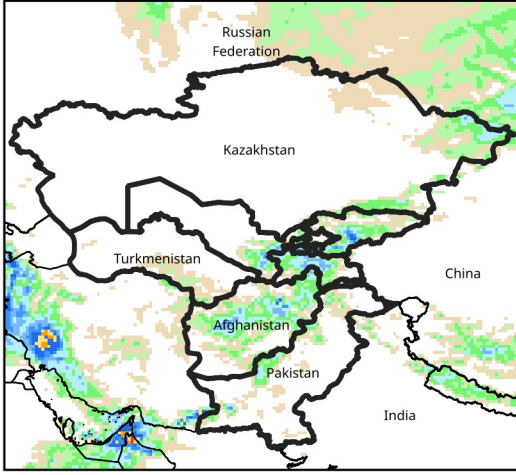 Russian
Federation
Kazakhstan
Turkmenistan
China
Afghanistan
Pakistan
India